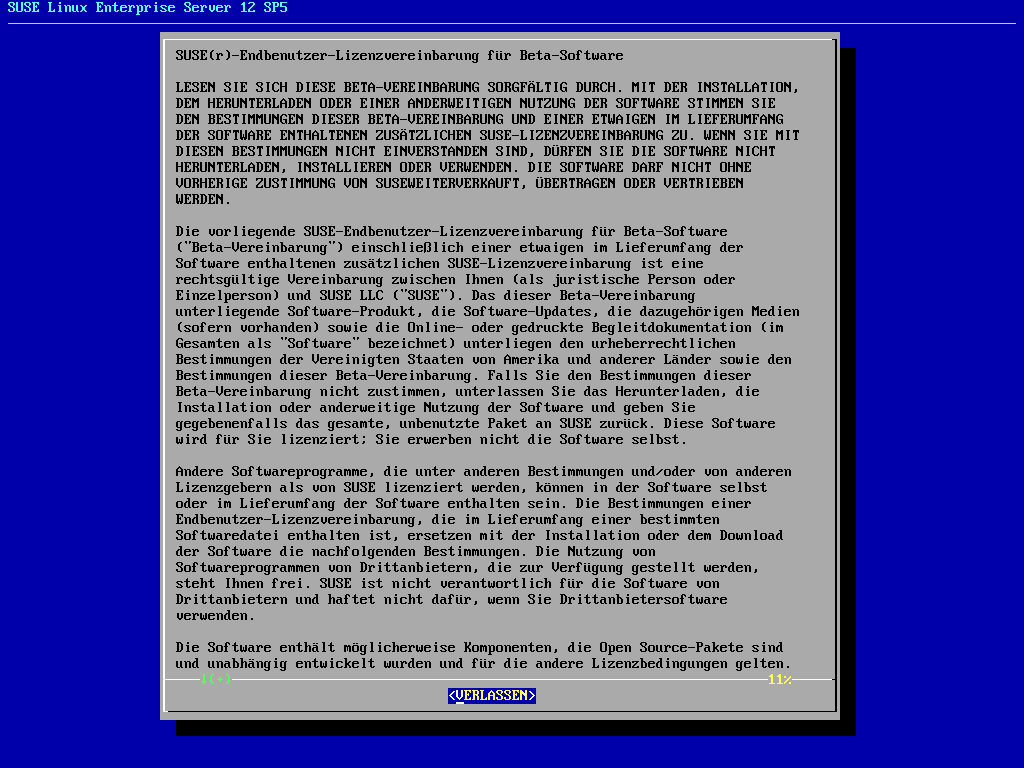 SUSE Linux Enterprise Server 12 SP5
SUSE(r)-Endbenutzer-Lizenzvereinbarung für Beta-Software
LESEN SIE SICH DIESE BETA-VEREINBARUNG SORGFÄLTIG DURCH. MIT DER INSTALLATION,
DEM HERUNTERLADEN ODER EINER ANDERWEITIGEN NUTZUNG DER SOFTWARE STIMMEN SIE
DEN BESTIMMUNGEN DIESER BETA-VEREINBARUNG UND EINER ETWAIGEN IM LIEFERUMFANG
DER SOFTWARE ENTHALTENEN ZUSÄTZLICHEN SUSE-LIZENZVEREINBARUNG ZU. WENN SIE MIT
DIESEN BESTIMMUNGEN NICHT EINVERSTANDEN SIND, DÜRFEN SIE DIE SOFTWARE NICHT
HERUNTERLADEN, INSTALLIEREN ODER VERWENDEN. DIE SOFTWARE DARF NICHT OHNE
VORHERIGE ZUSTIMMUNG VON SUSEWEITERVERKAUFT, ÜBERTRAGEN ODER VERTRIEBEN
WERDEN.
Die vorliegende SUSE-Endbenutzer-Lizenzvereinbarung für Beta-Software
("Beta-Vereinbarung") einschließlich einer etwaigen im Lieferumfang der
Software enthaltenen zusätzlichen SUSE-Lizenzvereinbarung ist eine
rechtsgültige Vereinbarung zwischen Ihnen (als juristische Person oder
Einzelperson) und SUSE LLC ("SUSE"). Das dieser Beta-Vereinbarung
unterliegende Software-Produkt, die Software-Updates, die dazugehörigen Medien
(sofern vorhanden) sowie die Online- oder gedruckte Begleitdokumentation (im
Gesamten als "Software" bezeichnet) unterliegen den urheberrechtlichen
Bestimmungen der Vereinigten Staaten von Amerika und anderer Länder sowie den
Bestimmungen dieser Beta-Vereinbarung. Falls Sie den Bestimmungen dieser
Beta-Vereinbarung nicht zustimmen, unterlassen Sie das Herunterladen, die
Installation oder anderweitige Nutzung der Software und geben Sie
gegebenenfalls das gesamte, unbenutzte Paket an SUSE zurück. Diese Software
wird für Sie lizenziert; Sie erwerben nicht die Software selbst.
Andere Softwareprogramme, die unter anderen Bestimmungen und/oder von anderen
Lizenzgebern als von SUSE lizenziert werden, können in der Software selbst
oder im Lieferumfang der Software enthalten sein. Die Bestimmungen einer
Endbenutzer-Lizenzvereinbarung, die im Lieferumfang einer bestimmten
Softwaredatei enthalten ist, ersetzen mit der Installation oder dem Download
der Software die nachfolgenden Bestimmungen. Die Nutzung von
Softwareprogrammen von Drittanbietern, die zur Verfügung gestellt werden,
steht Ihnen frei. SUSE ist nicht verantwortlich für die Software von
Drittanbietern und haftet nicht dafür, wenn Sie Drittanbietersoftware
verwenden.
Die Software enthält möglicherweise Komponenten, die Open Source-Pakete sind
und unabhängig entwickelt wurden und für die andere Lizenzbedingungen gelten.
↓(↑) 11%
<VERLASSEN>